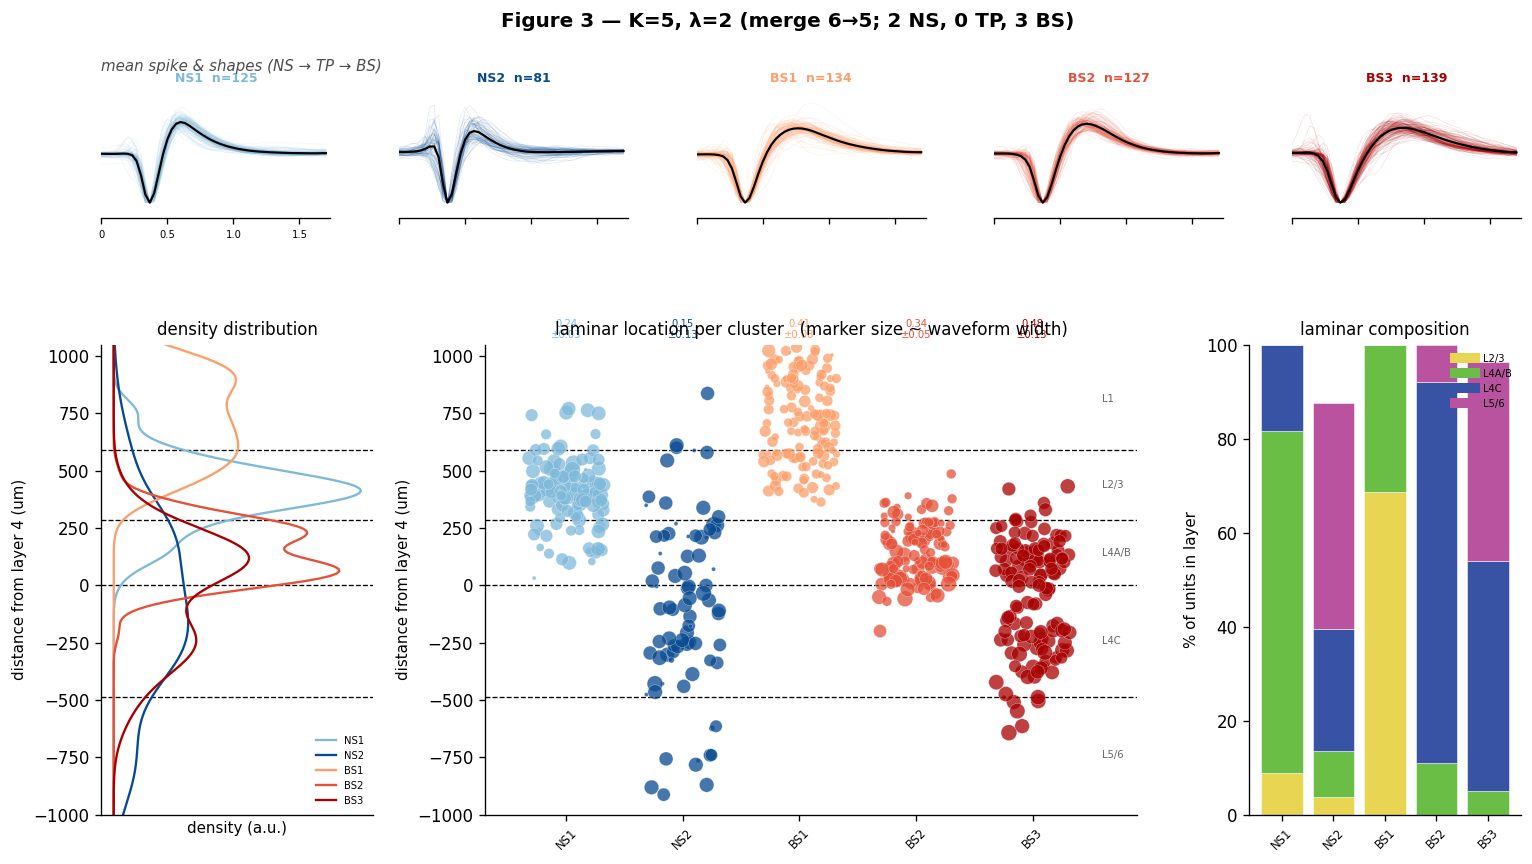 Figure 3 — K=5, λ=2 (merge 6→5; 2 NS, 0 TP, 3 BS)
mean spike & shapes (NS → TP → BS)
NS1 n=125
NS2 n=81
BS1 n=134
BS2 n=127
BS3 n=139
0
0.5
1.0
1.5
density distribution
distance from layer 4 (um)
1000
750
500
250
0
−250
−500
−750
−1000
density (a.u.)
NS1
NS2
BS1
BS2
BS3
laminar location per cluster (marker size ~ waveform width)
0.15
±0.13
0.34
±0.05
±0.13
distance from layer 4 (um)
1000
750
500
250
0
−250
−500
−750
−1000
L1
L2/3
L4A/B
L4C
L5/6
NS1
NS2
BS1
BS2
BS3
laminar composition
% of units in layer
100
80
60
40
20
0
L2/3
L4A/B
L4C
L5/6
NS1
NS2
BS1
BS2
BS3